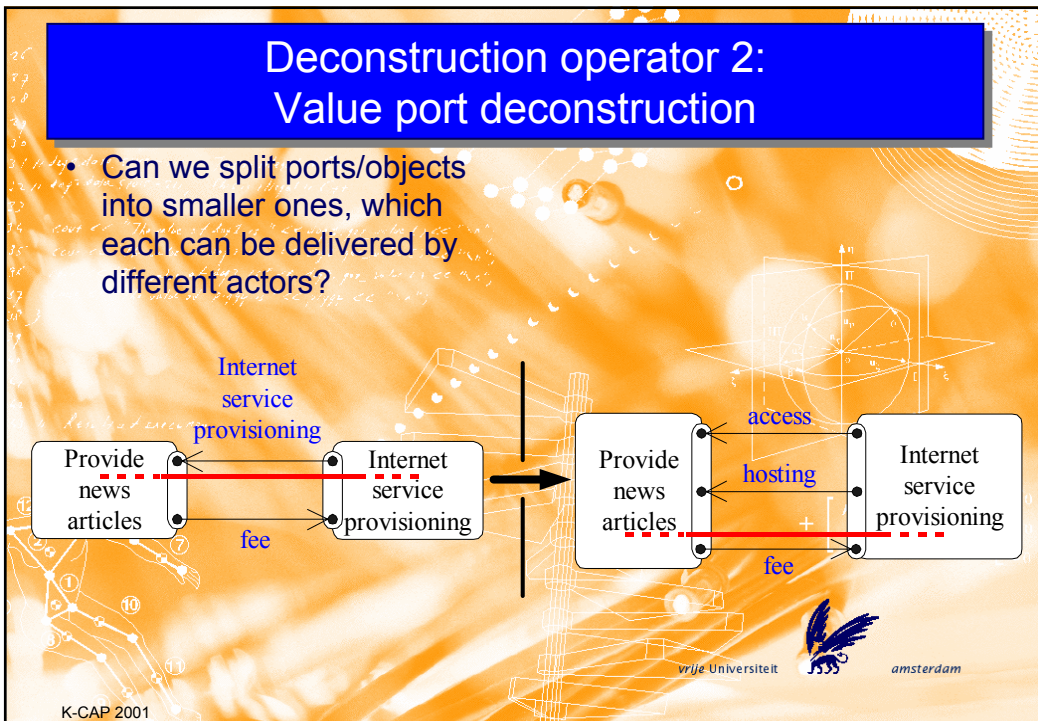 Deconstruction operator 2:
Value port deconstruction
• Can we split ports/objects
into smaller ones, which
each can be delivered by
different actors?
Internet
service
provisioning
Provide
news
articles
Internet
service
provisioning
fee
Provide
news
articles
access
hosting
fee
Internet
service
provisioning
vrije Universiteit
amsterdam
K-CAP 2001